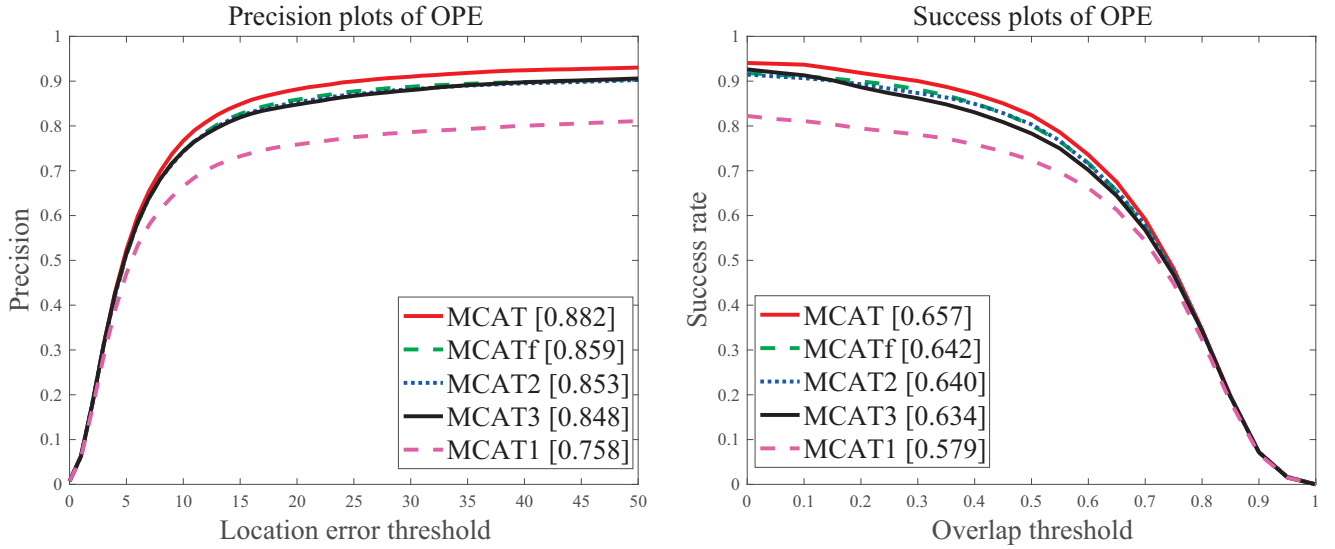 Precision plots of OPE
1
0.9
0.8
0.7
0.6
0.5
0.4
0.3
0.2
0.1
0
Precision
MCAT [0.882]
MCATf [0.859]
MCAT2 [0.853]
MCAT3 [0.848]
MCAT1 [0.758]
0 5 10 15 20 25 30 35 40 45 50
Location error threshold
Success plots of OPE
1
0.9
0.8
0.7
0.6
0.5
0.4
0.3
0.2
0.1
0
Success rate
MCAT [0.657]
MCATf [0.642]
MCAT2 [0.640]
MCAT3 [0.634]
MCAT1 [0.579]
0 0.1 0.2 0.3 0.4 0.5 0.6 0.7 0.8 0.9 1
Overlap threshold